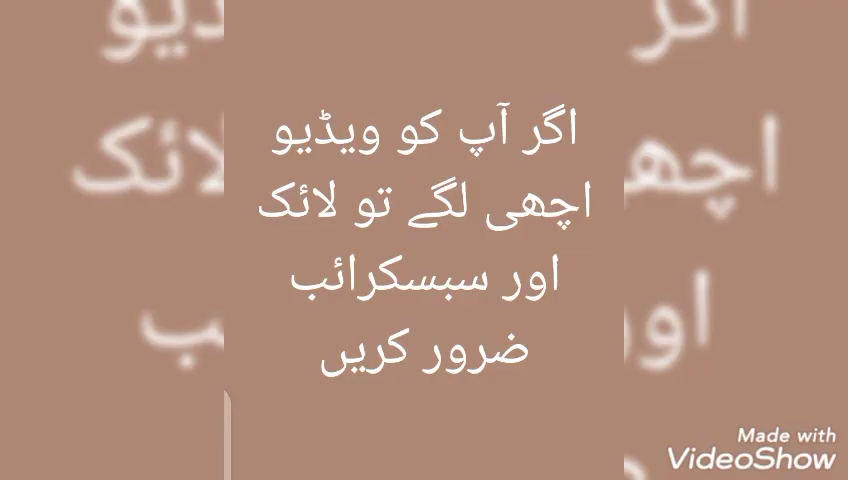 اگر آپ کو ویڈیو
اچھی لگے تو لائک
اور سبسکرائب
ضرور کریں
Made with
VideoShow